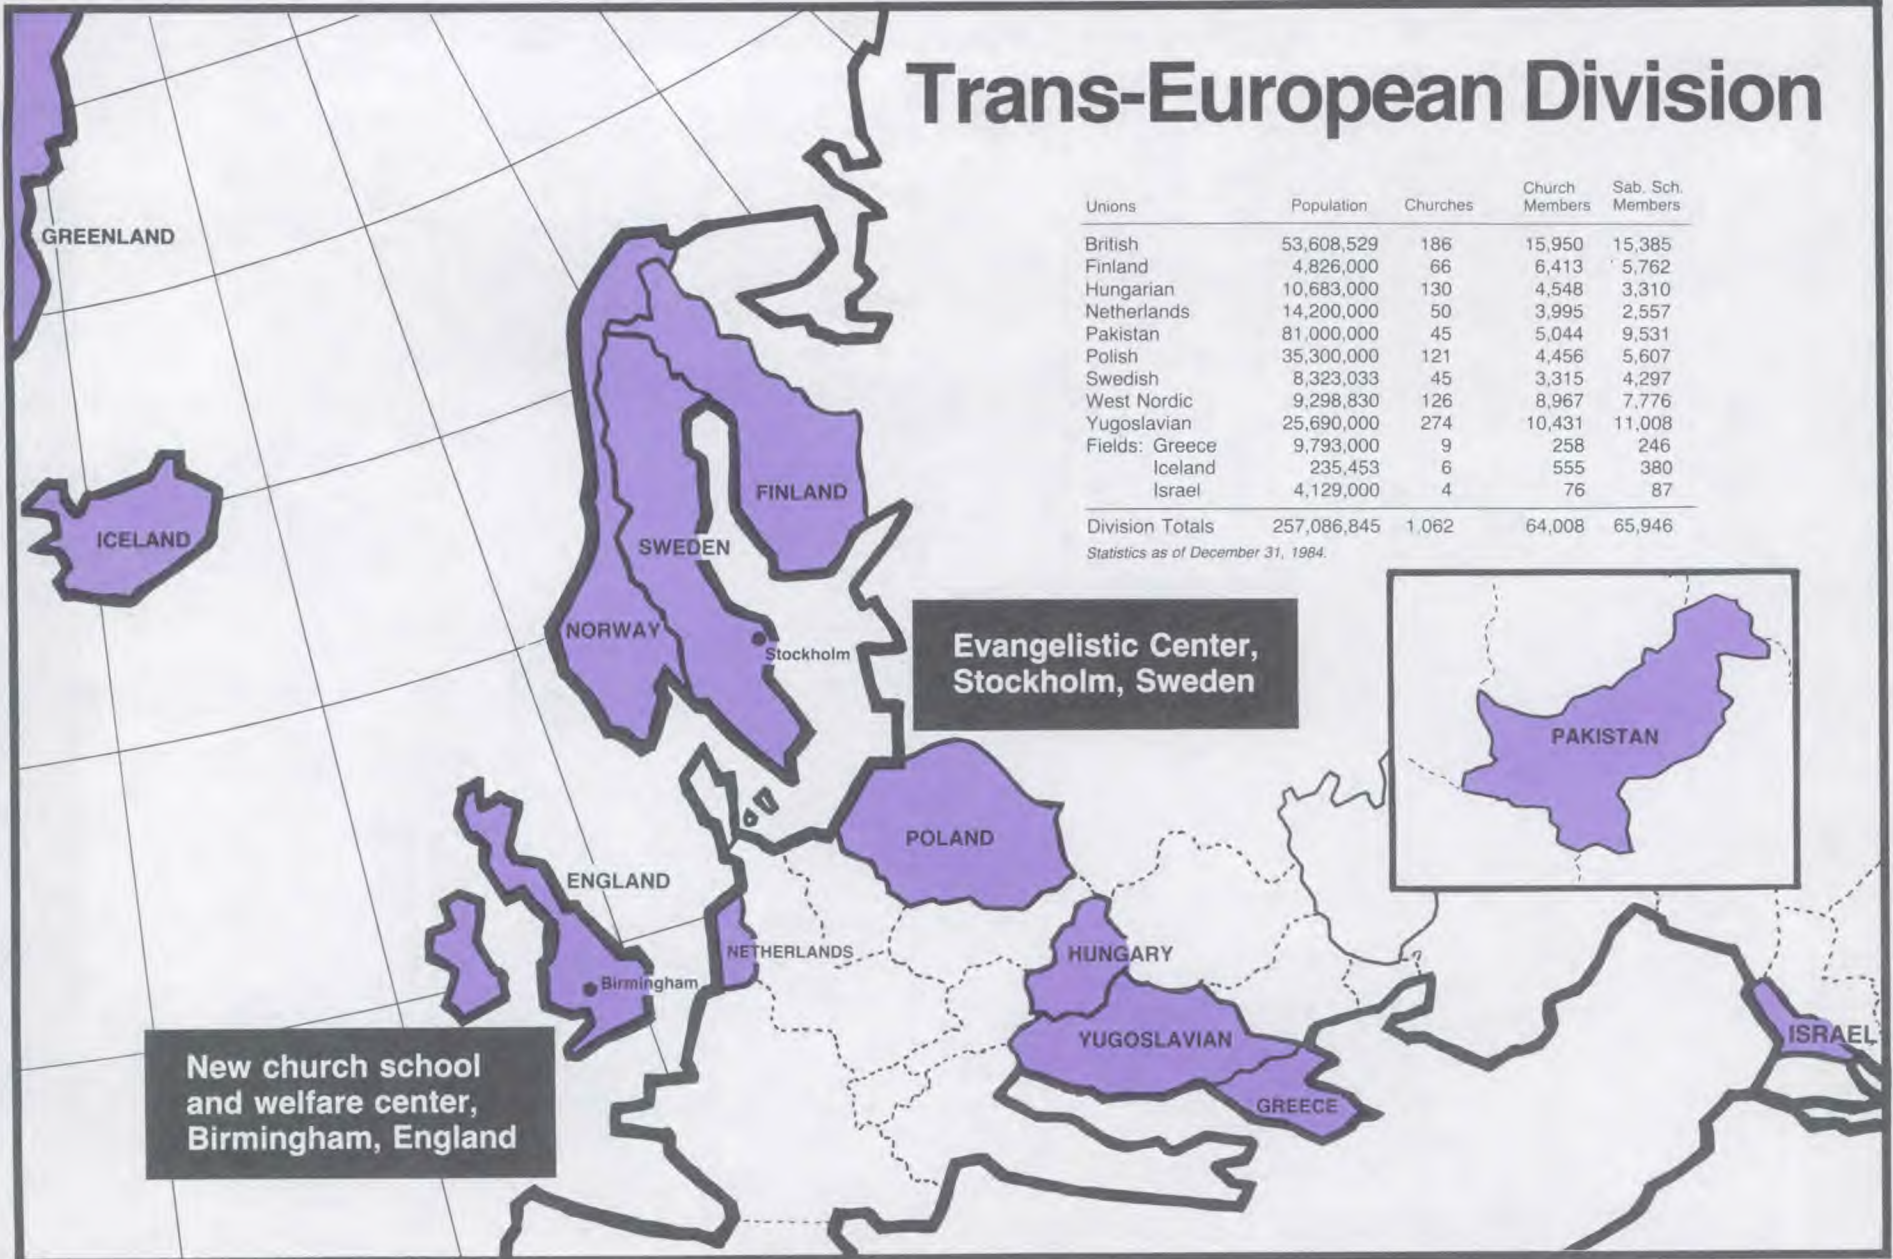 Trans-European Division
Unions Population Churches Church Members Sab. Sch. Members
British 53,608,529 186 15,950 15,385
Finland 4,826,000 66 6,413 5,762
Hungarian 10,683,000 130 4,548 3,310
Netherlands 14,200,000 50 3,995 2,557
Pakistan 81,000,000 45 5,044 9,531
Polish 35,300,000 121 4,456 5,607
Swedish 8,323,033 45 3,315 4,297
West Nordic 9,298,830 126 8,967 7,776
Yugoslavian 25,690,000 274 10,431 11,008
Fields: Greece 9,793,000 9 258 246
Iceland 235,453 6 555 380
Israel 4,129,000 4 76 87
Division Totals 257,086,845 1,062 64,008 65,946
Statistics as of December 31, 1984.
GREENLAND
ICELAND
FINLAND
SWEDEN
NORWAY
Stockholm
Evangelistic Center,
Stockholm, Sweden
PAKISTAN
POLAND
ENGLAND
NETHERLANDS
HUNGARY
Birmingham
YUGOSLAVIAN
ISRAEL
GREECE
New church school
and welfare center,
Birmingham, England